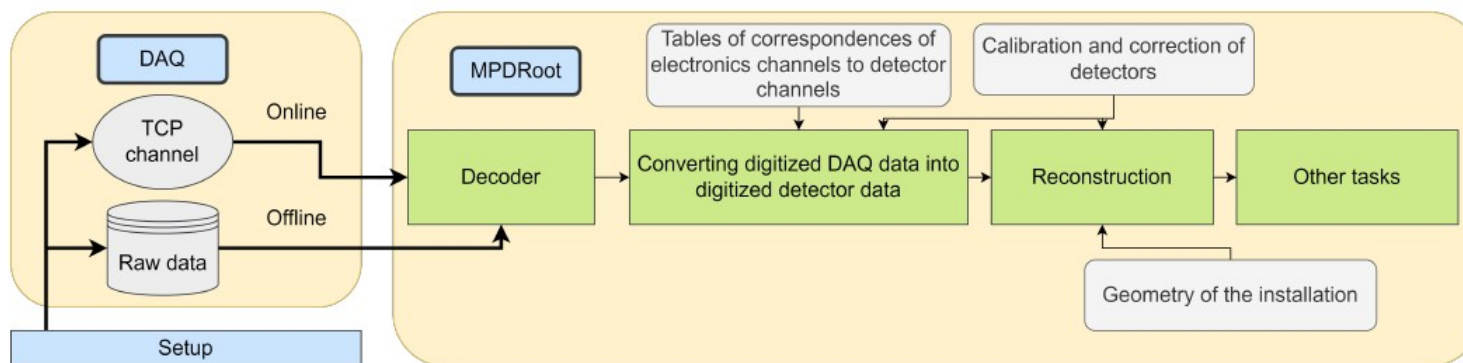 DAQ
Online
TCP
channel
Offline
Raw data
Setup
MPDRoot
Tables of correspondences of
electronics channels to detector
channels
Calibration and correction of
detectors
Decoder
Converting digitized DAQ data into
digitized detector data
Reconstruction
Other tasks
Geometry of the installation